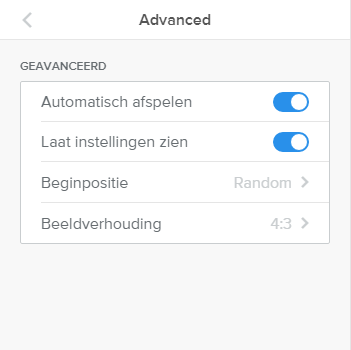 Advanced
GEAVANCEERD
Automatisch afspelen
Laat instellingen zien
Beginpositie Random
Beeldverhouding 4:3